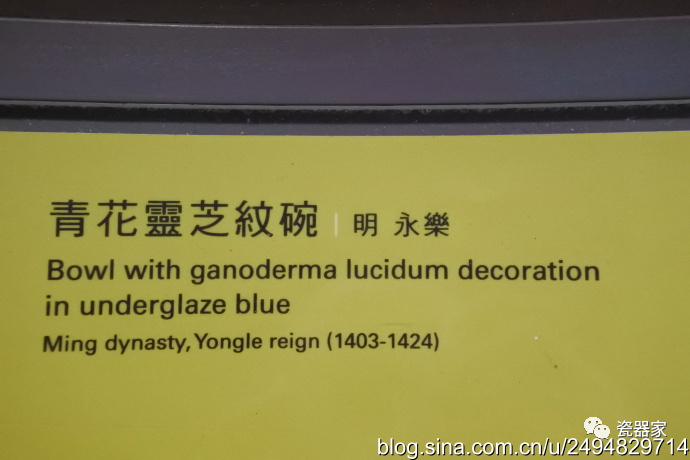 青花靈芝紋碗 | 明 永樂
Bowl with ganoderma lucidum decoration
in underglaze blue
Ming dynasty, Yongle reign (1403-1424)
瓷器家
blog.sina.com.cn/u/2494829714